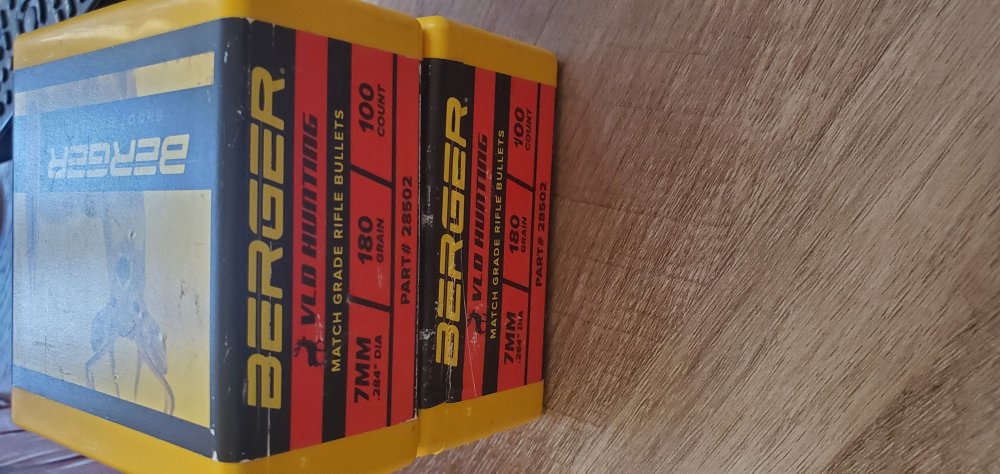 BERGER
BERGER
VLD HUNTING
MATCH GRADE RIFLE BULLETS
7MM
.284" DIA
180
GRAIN
100
COUNT
PART# 28502
BERGER
VLD HUNTING
MATCH GRADE RIFLE BULLETS
7MM
.284" DIA
180
GRAIN
100
COUNT
PART# 28502